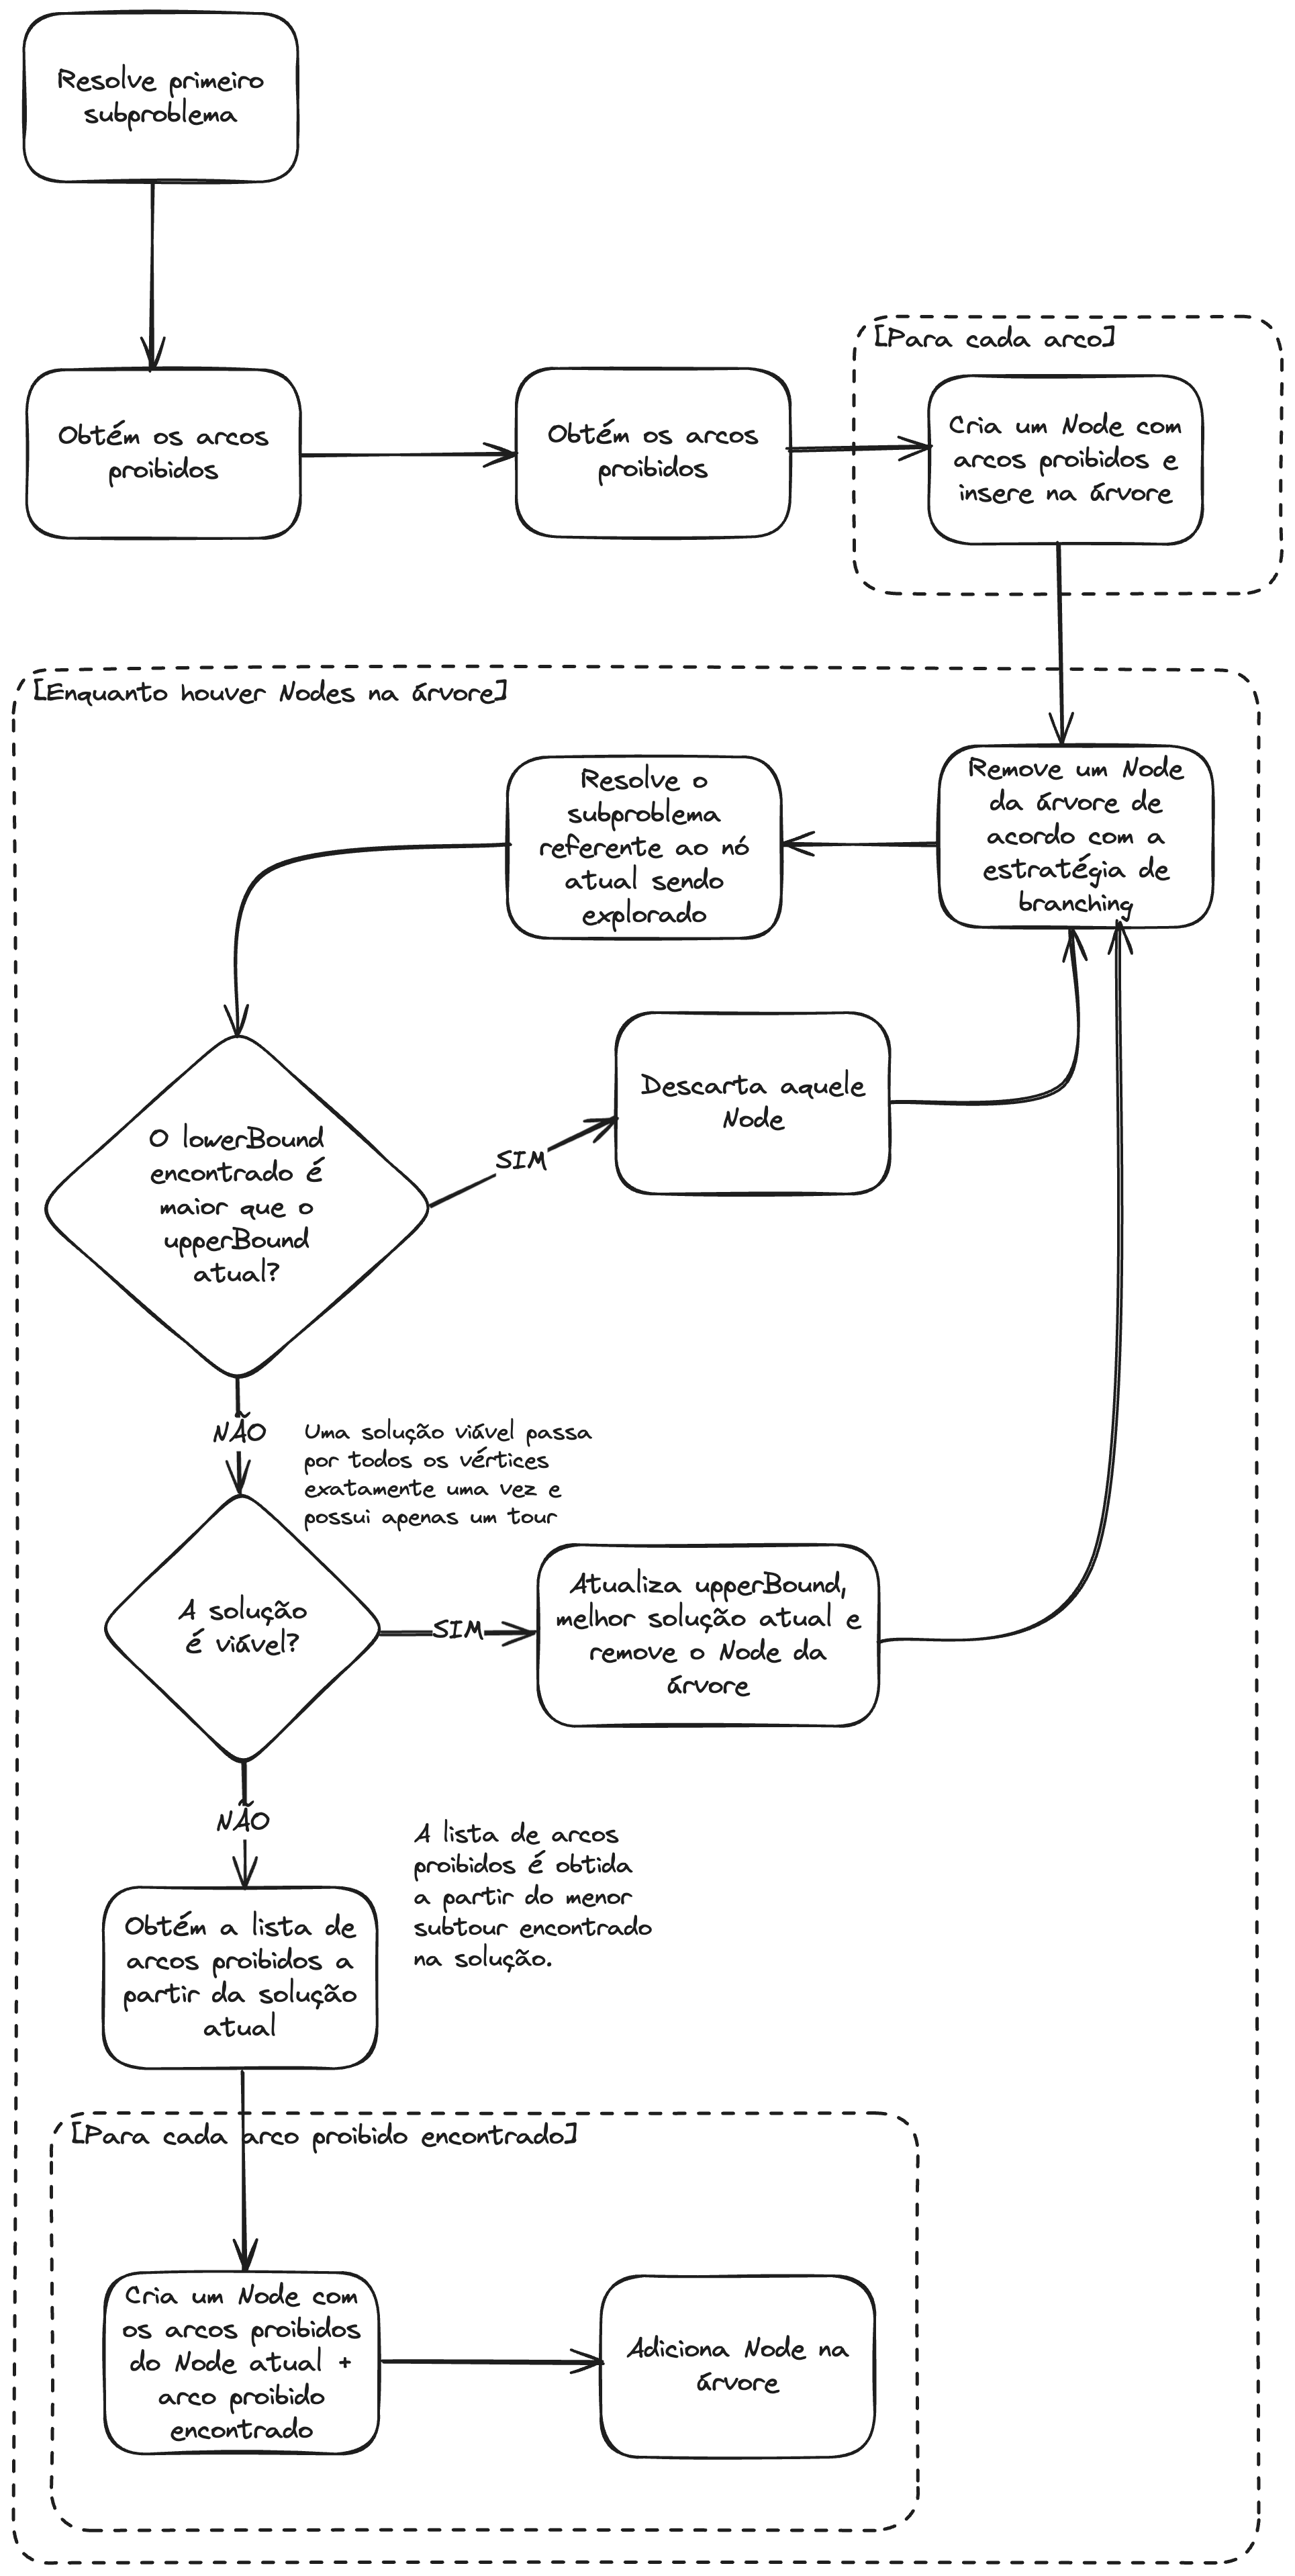 Resolve primeiro
subproblema
Obtém os arcos
proibidos
Obtém os arcos
proibidos
[Para cada arco]
Cria um Node com
arcos proibidos e
insere na árvore
[Enquanto houver Nodes na árvore]
Remove um Node
da árvore de
acordo com a
estratégia de
branching
Resolve o
subproblema
referente ao nó
atual sendo
explorado
O lowerBound
encontrado é
maior que o
upperBound
atual?
SIM
Descarta aquele
Node
NÃO
Uma solução viável passa
por todos os vértices
exatamente uma vez e
possui apenas um tour
A solução
é viável?
SIM
Atualiza upperBound,
melhor solução atual e
remove o Node da
árvore
NÃO
A lista de arcos
proibidos é obtida
a partir do menor
subtour encontrado
na solução.
Obtém a lista de
arcos proibidos a
partir da solução
atual
[Para cada arco proibido encontrado]
Cria um Node com
os arcos proibidos
do Node atual +
arco proibido
encontrado
Adiciona Node na
árvore